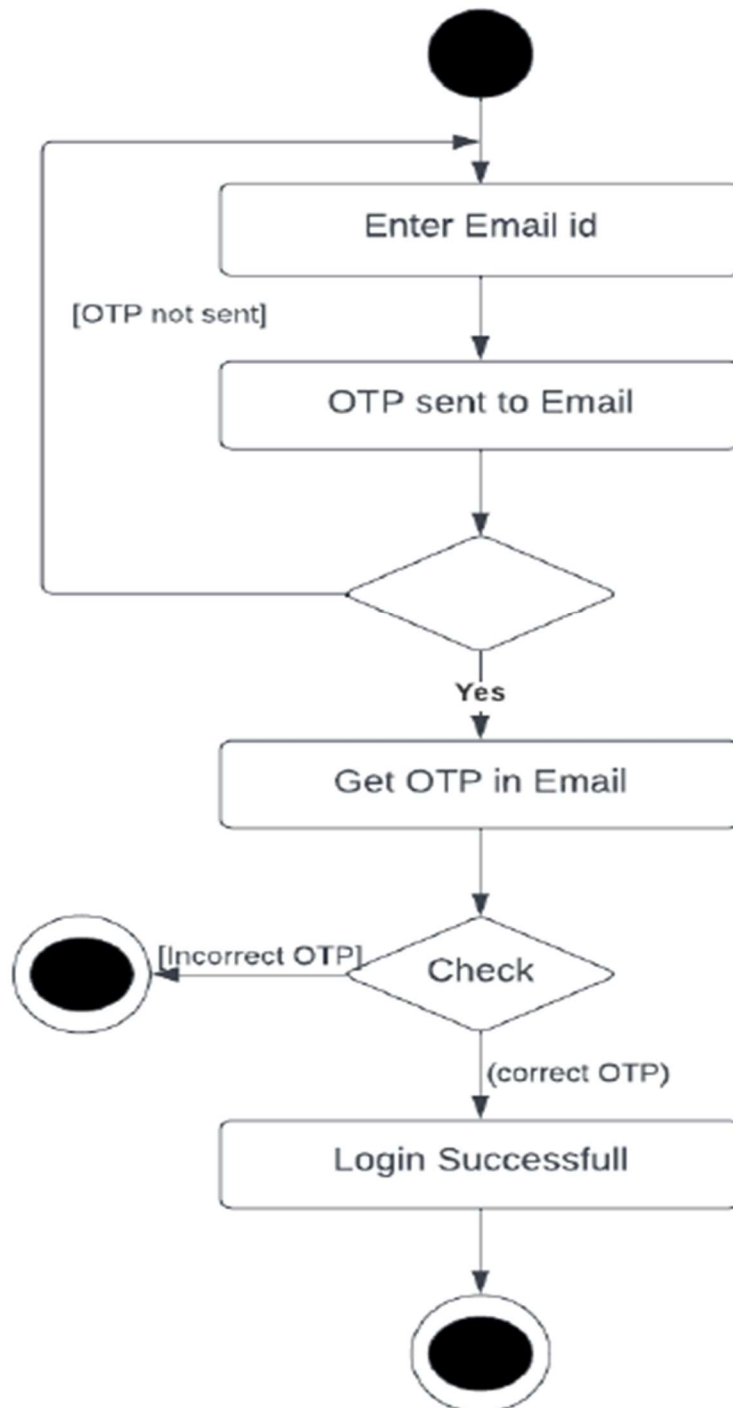 Enter Email id
[OTP not sent]
OTP sent to Email
Yes
Get OTP in Email
[Incorrect OTP]
Check
(correct OTP)
Login Successfull